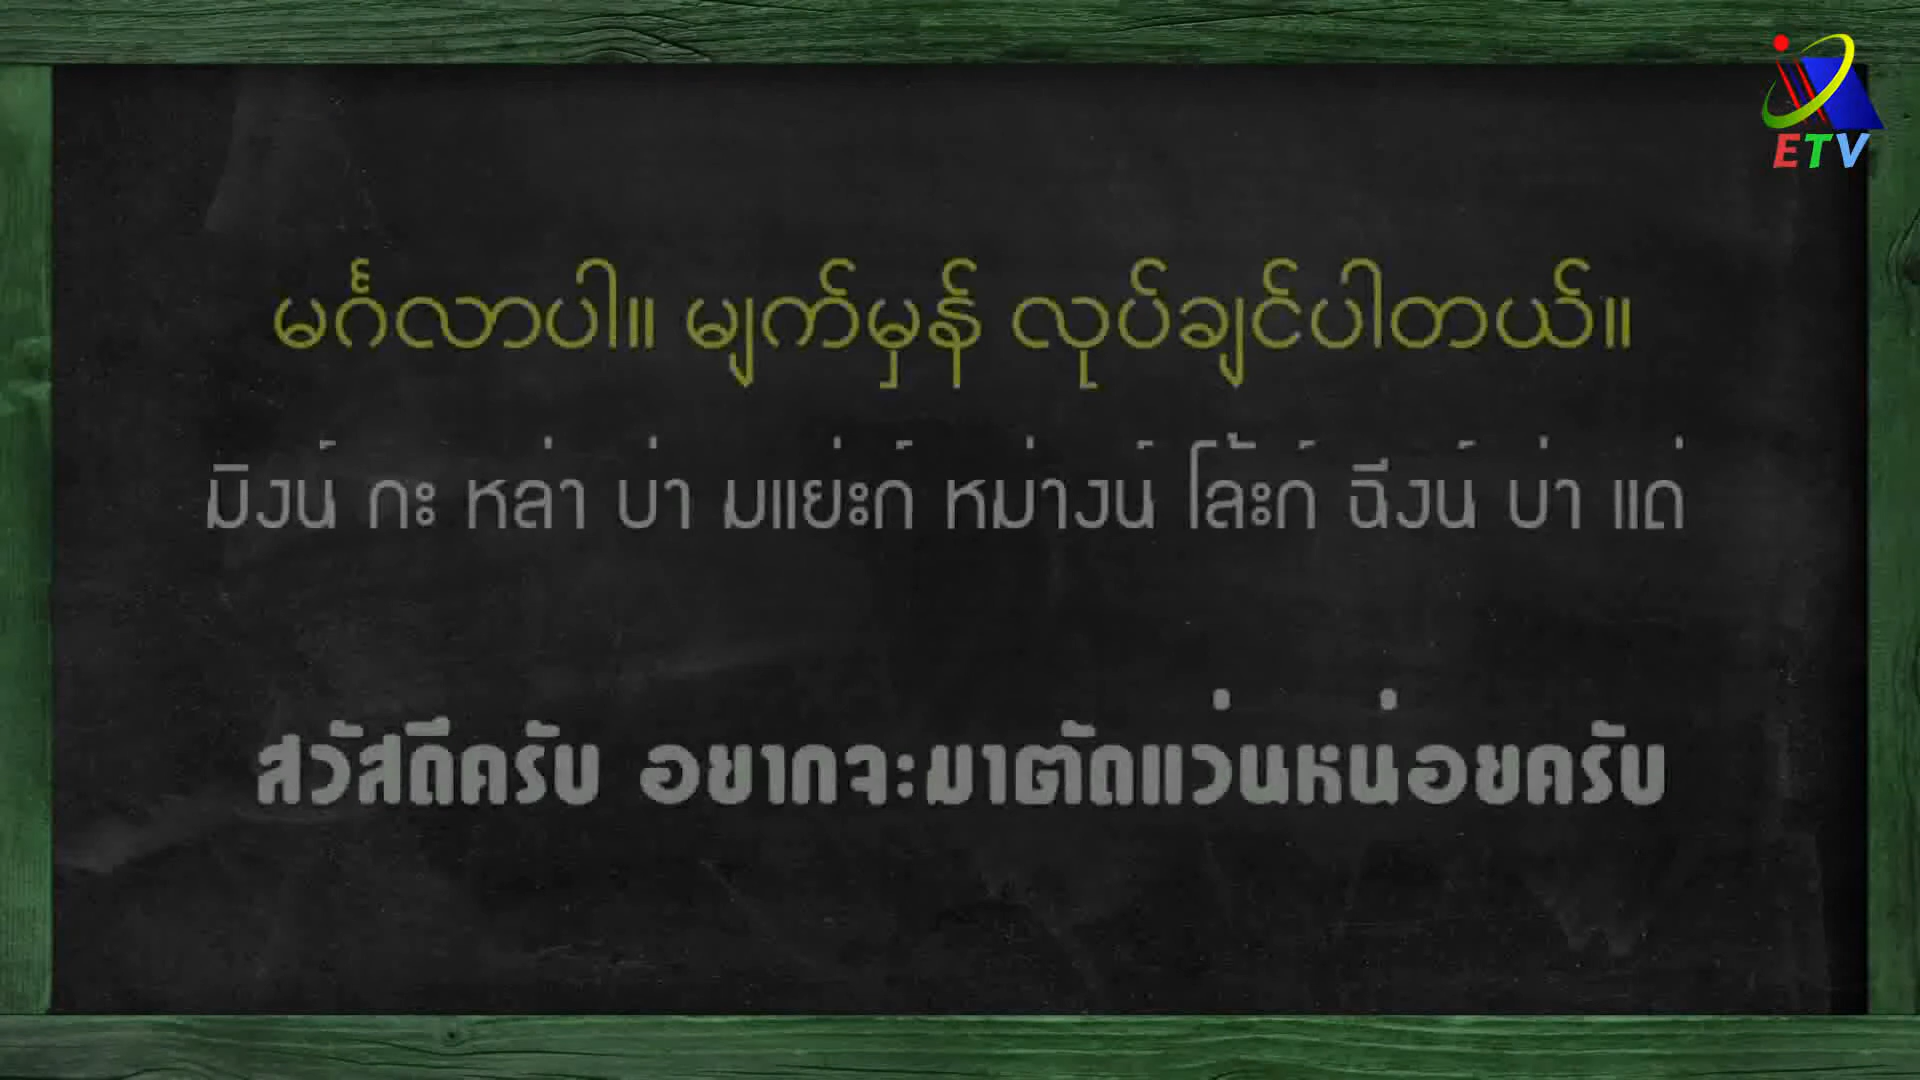 ETV
မင်္ဂလာပါ။ မျက်မှန် လုပ်ချင်ပါတယ်။
มิงน์ กะ หล่า บ่า มแย่ะก์ หม่างน์ โล้ะก์ ฉีงน์ บ่า แด่
สวัสดีครับ อยากจะมาตัดแว่นหน่อยครับ